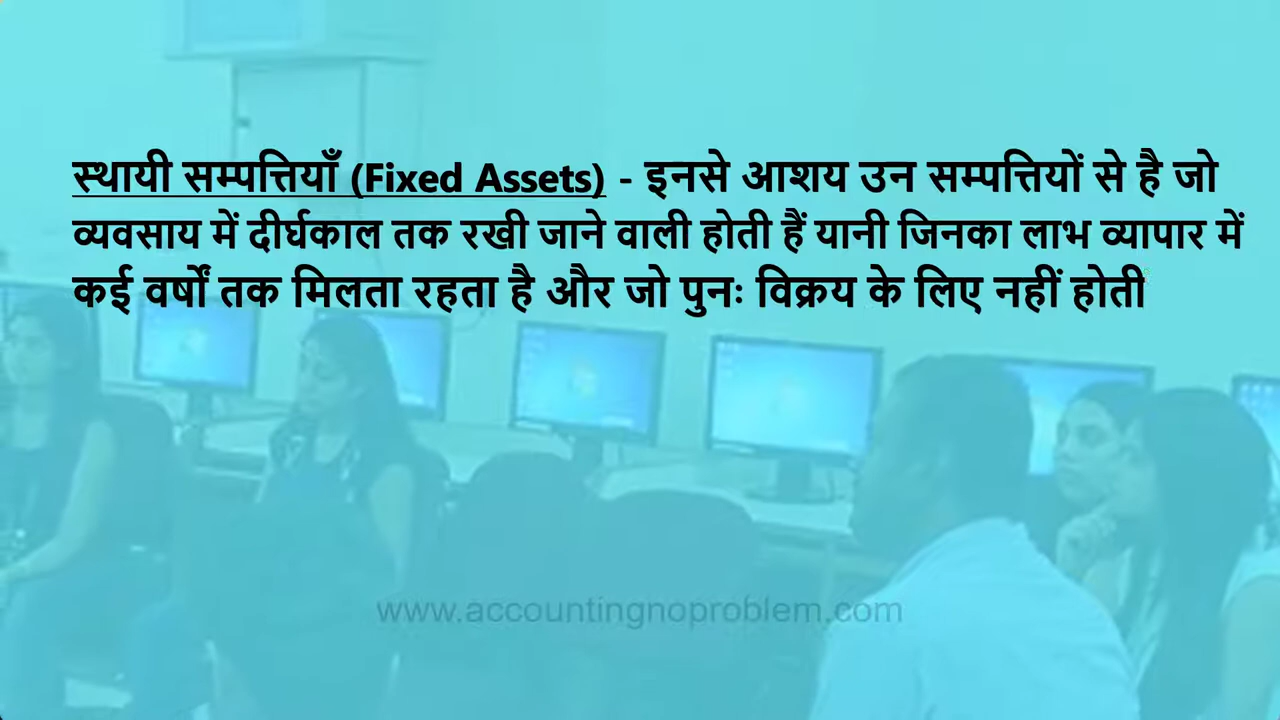 स्थायी सम्पत्तियाँ (Fixed Assets) - इनसे आशय उन सम्पत्तियों से है जो
व्यवसाय में दीर्घकाल तक रखी जाने वाली होती हैं यानी जिनका लाभ व्यापार में
कई वर्षों तक मिलता रहता है और जो पुनः विक्रय के लिए नहीं होती
www.accountingnoproblem.com